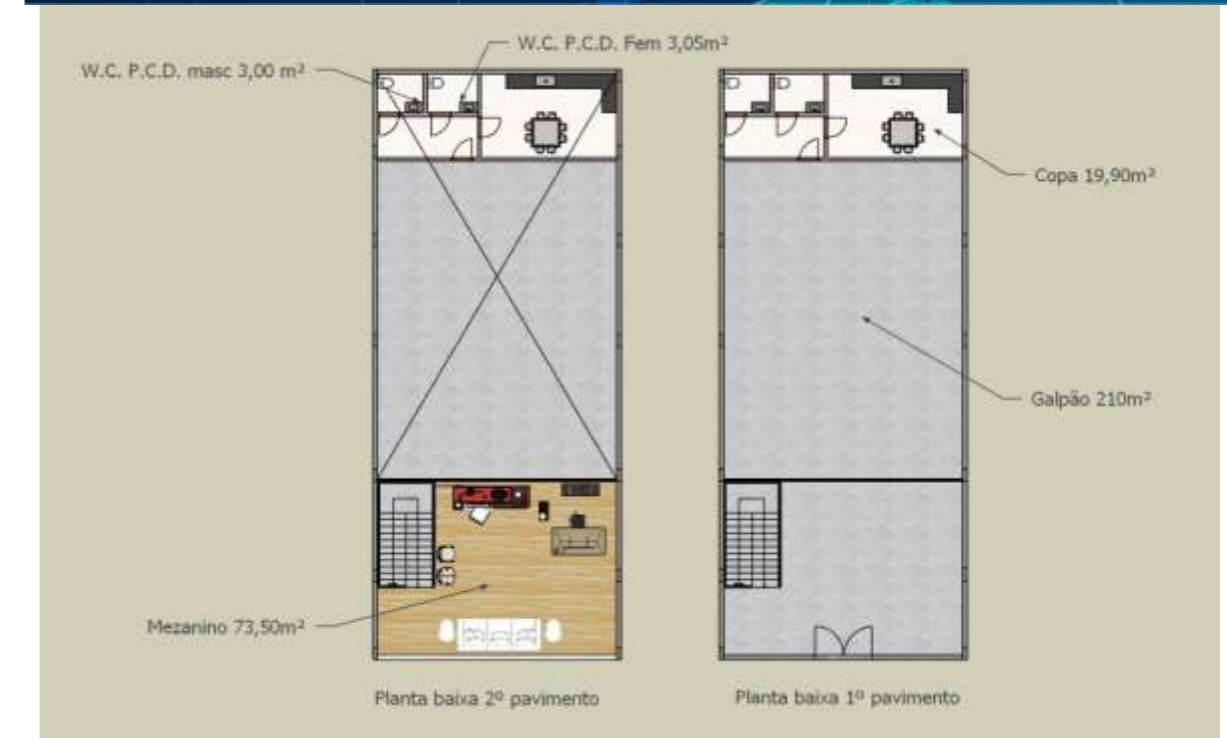 W.C. P.C.D. Fem 3,05m²
W.C. P.C.D. masc 3,00 m²
Copa 19,90m²
Galpão 210m²
Mezanino 73,50m²
Planta baixa 2º pavimento
Planta baixa 1º pavimento